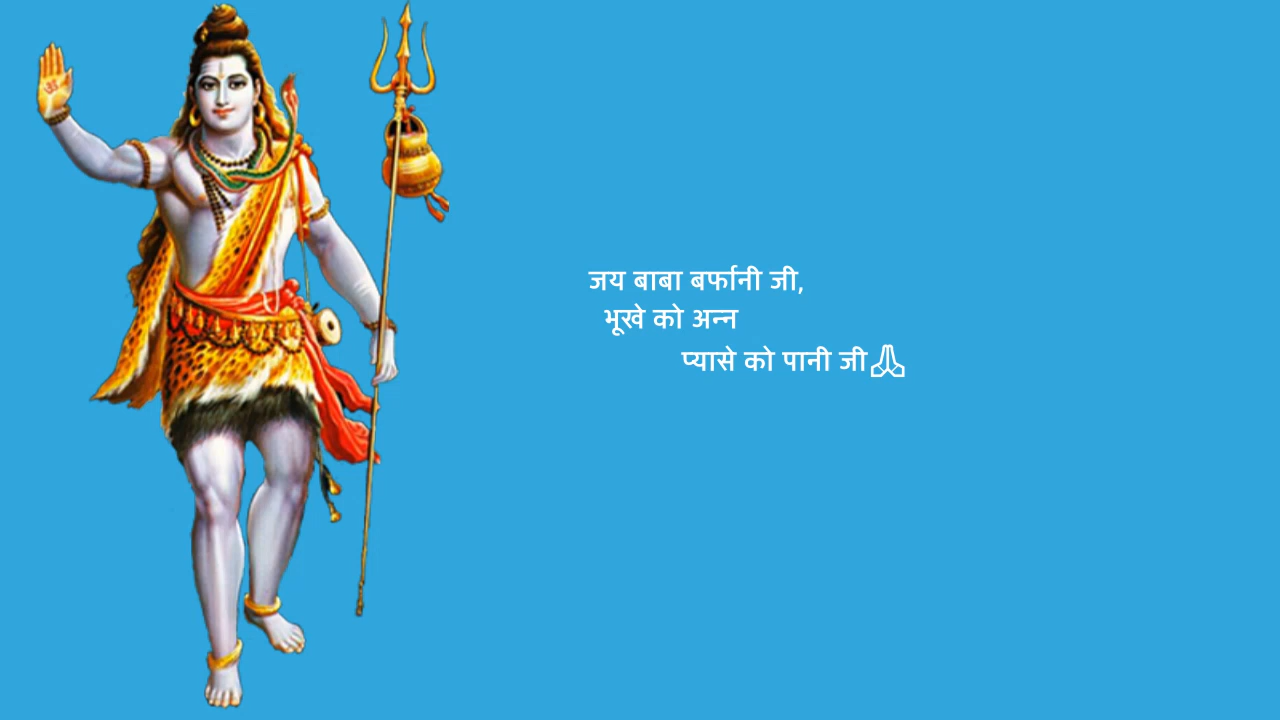 ॐ
जय बाबा बर्फानी जी,
भूखे को अन्न
प्यासे को पानी जी🙏